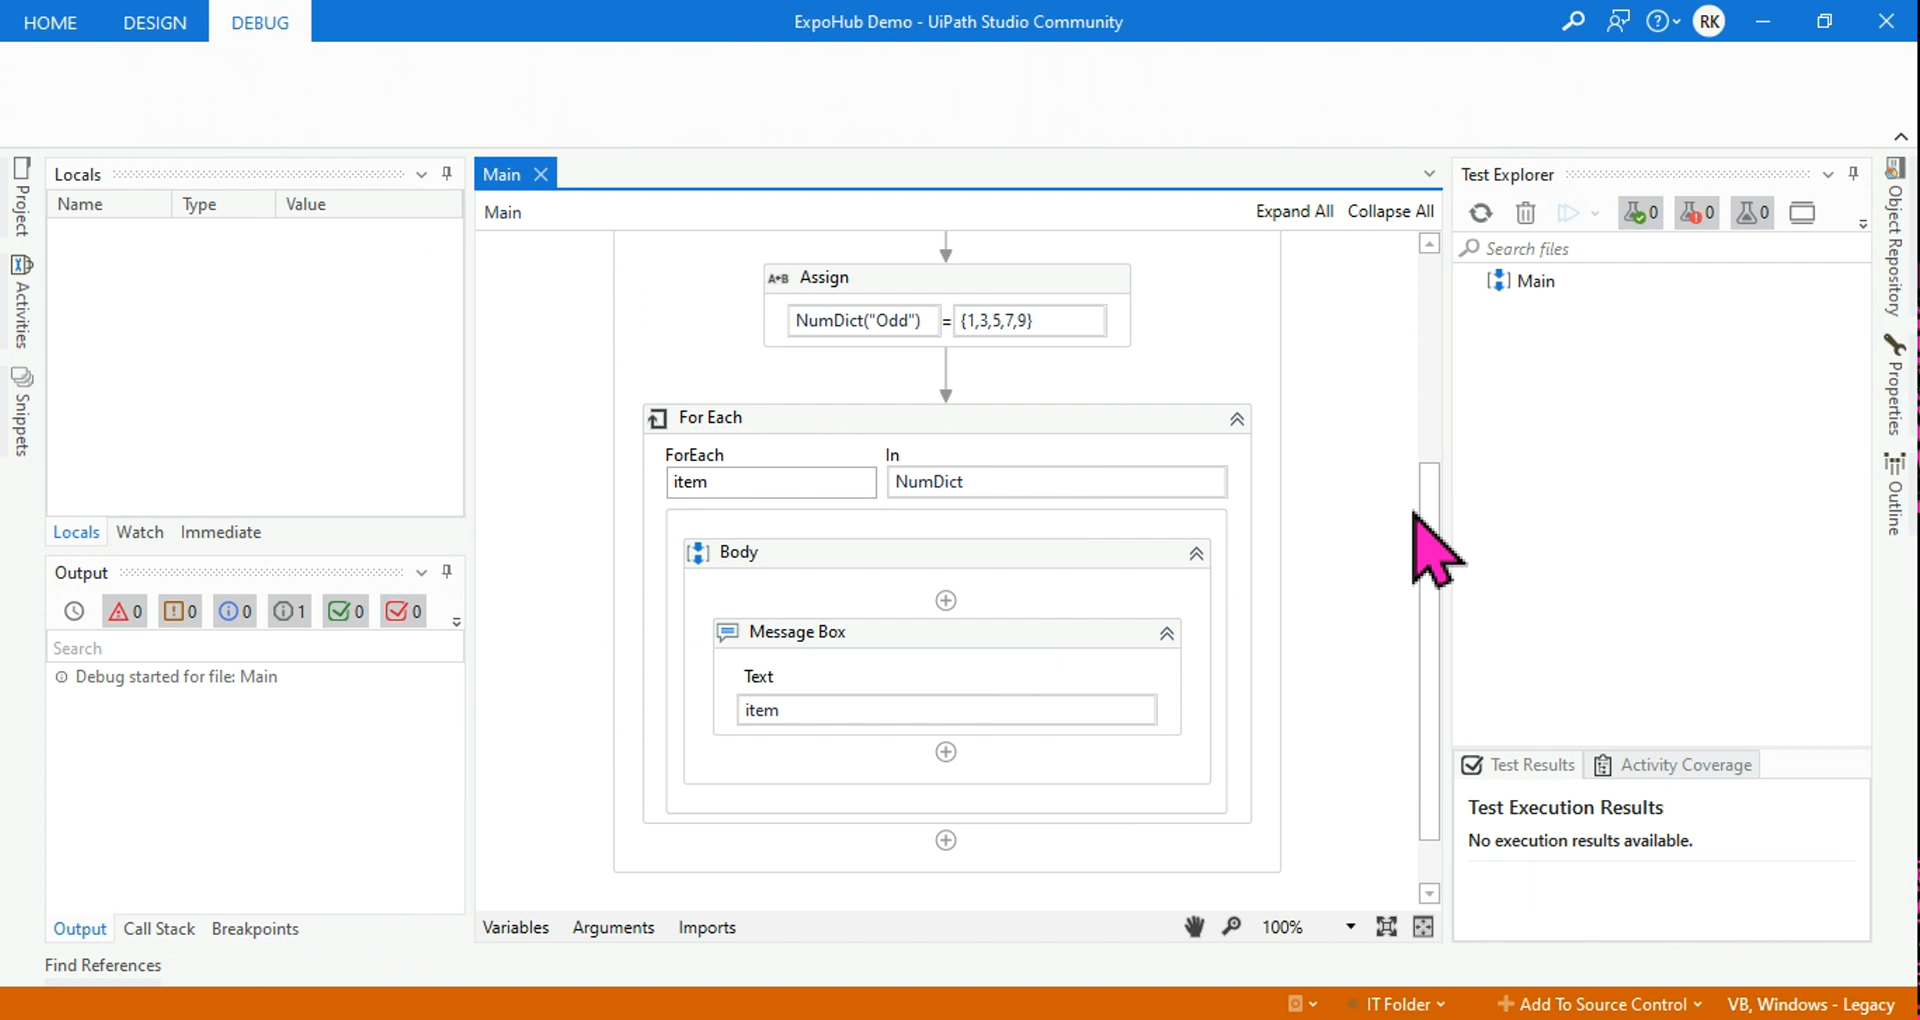 HOME DESIGN DEBUG ExpoHub Demo - UiPath Studio Community RK
Project
Activities
Snippets
Locals
Name Type Value
Locals Watch Immediate
Output
0 0 0 1 0 0
Search
Debug started for file: Main
Output Call Stack Breakpoints
Find References
Main
Main Expand All Collapse All
A+B Assign
NumDict("Odd") = {1,3,5,7,9}
For Each
ForEach In
item NumDict
Body
Message Box
Text
item
Variables Arguments Imports 100%
Test Explorer
0 0 0
Search files
Main
Test Results Activity Coverage
Test Execution Results
No execution results available.
Object Repository
Properties
Outline
IT Folder Add To Source Control VB, Windows - Legacy